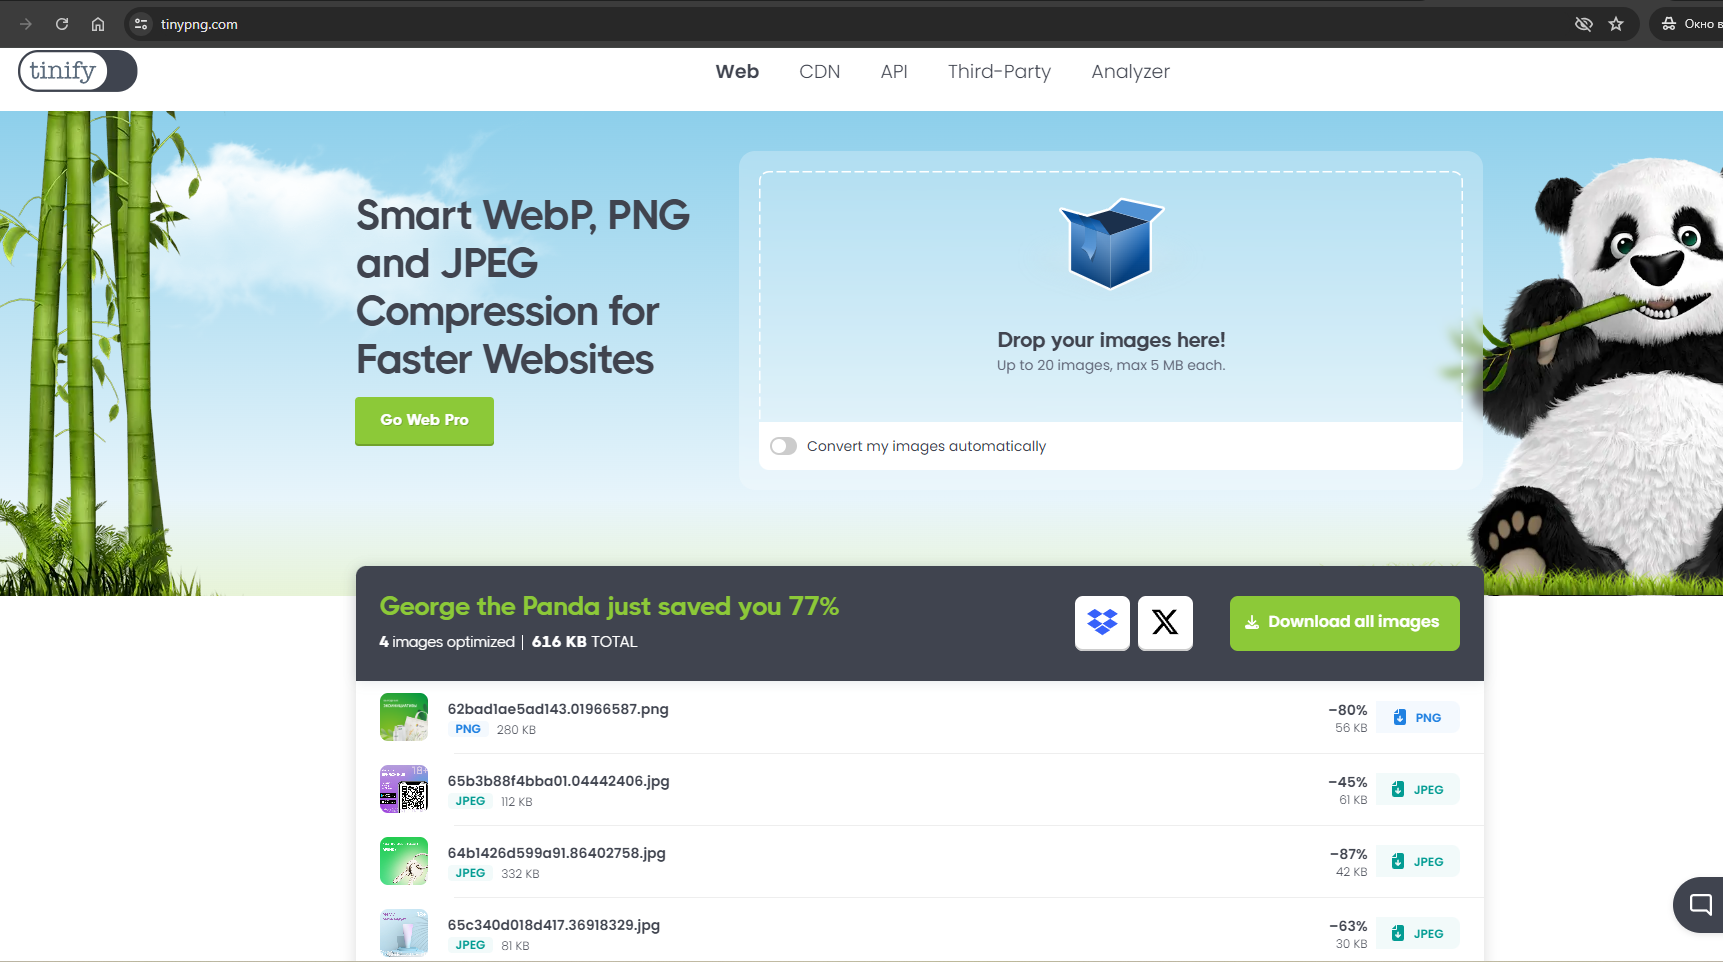 tinypng.com
Окно в
tinify
Web CDN API Third-Party Analyzer
Smart WebP, PNG
and JPEG
Compression for
Faster Websites
Go Web Pro
Drop your images here!
Up to 20 images, max 5 MB each.
Convert my images automatically
George the Panda just saved you 77%
4 images optimized | 616 KB TOTAL
Download all images
62bad1ae5ad143.01966587.png
PNG 280 KB
-80%
56 KB
PNG
18+
65b3b88f4bba01.04442406.jpg
JPEG 112 KB
-45%
61 KB
JPEG
64b1426d599a91.86402758.jpg
JPEG 332 KB
-87%
42 KB
JPEG
65c340d018d417.36918329.jpg
JPEG 81 KB
-63%
30 KB
JPEG